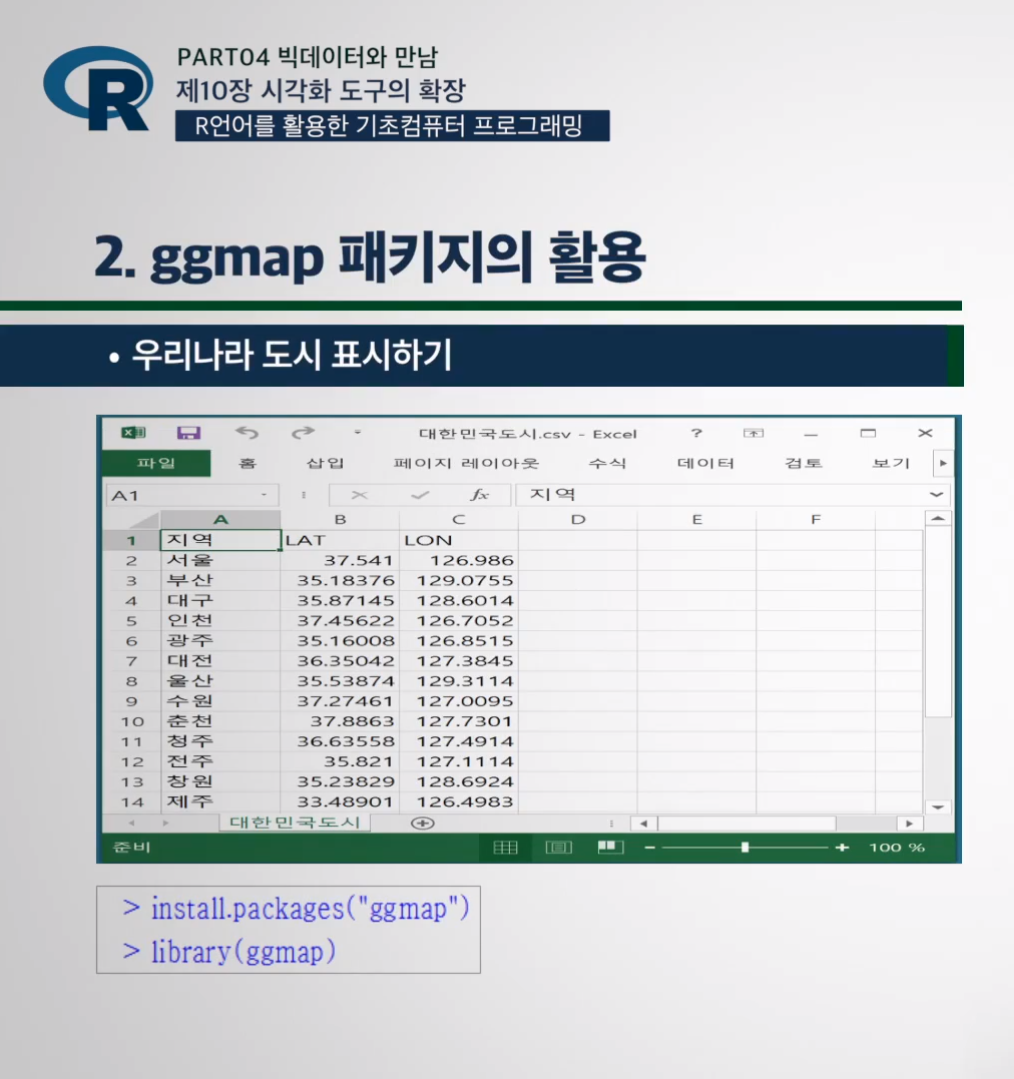 R
PART04 빅데이터와 만남
제10장 시각화 도구의 확장
R언어를 활용한 기초컴퓨터 프로그래밍
2. ggmap 패키지의 활용
• 우리나라 도시 표시하기
대한민국도시.csv - Excel ?
파일 홈 삽입 페이지 레이아웃 수식 데이터 검토 보기
A1 fx 지역
A B C D E F
1 지역 LAT LON
2 서울 37.541 126.986
3 부산 35.18376 129.0755
4 대구 35.87145 128.6014
5 인천 37.45622 126.7052
6 광주 35.16008 126.8515
7 대전 36.35042 127.3845
8 울산 35.53874 129.3114
9 수원 37.27461 127.0095
10 춘천 37.8863 127.7301
11 청주 36.63558 127.4914
12 전주 35.821 127.1114
13 창원 35.23829 128.6924
14 제주 33.48901 126.4983
대한민국도시
준비 100 %
> install.packages("ggmap")
> library(ggmap)